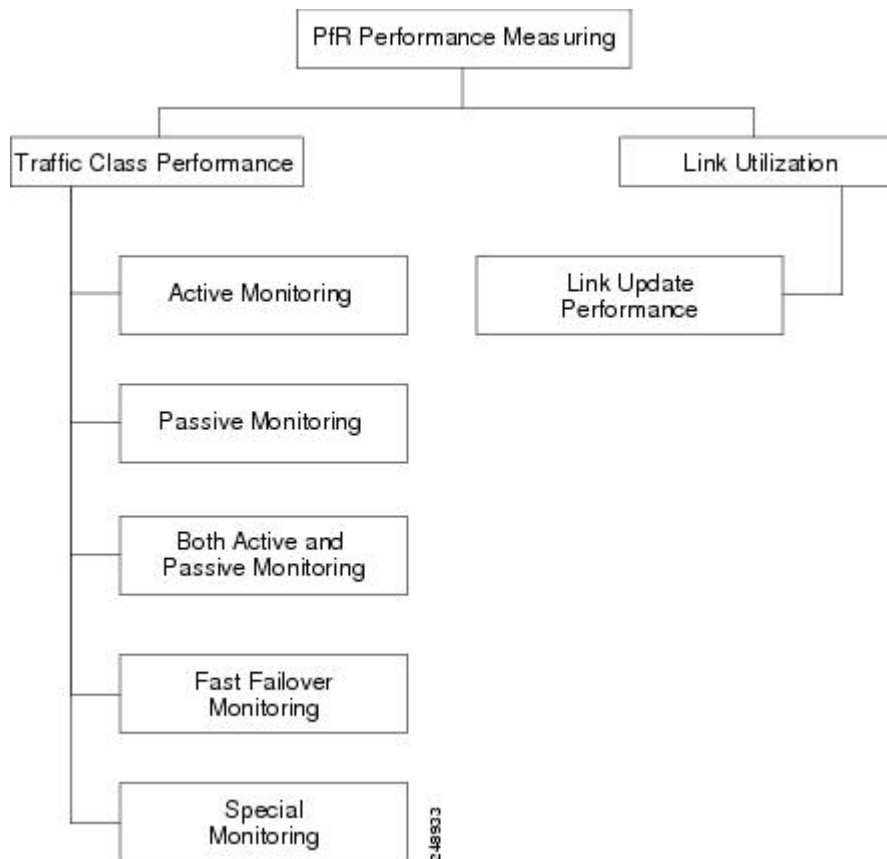 PfR Performance Measuring
Traffic Class Performance
Link Utilization
Active Monitoring
Link Update
Performance
Passive Monitoring
Both Active and
Passive Monitoring
Fast Failover
Monitoring
Special
Monitoring
248933